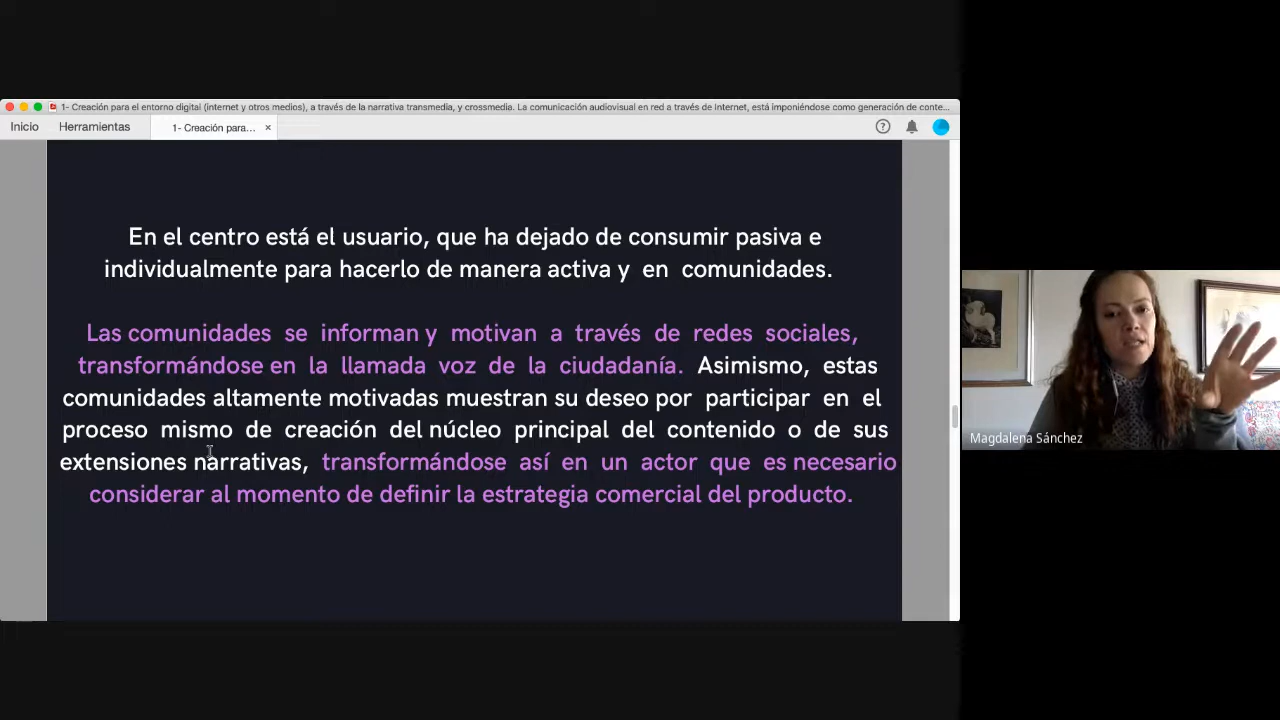 1- Creación para el entorno digital (internet y otros medios), a través de la narrativa transmedia, y crossmedia. La comunicación audiovisual en red a través de Internet, está imponiéndose como generación de conte...
Inicio Herramientas 1- Creación para... ×
En el centro está el usuario, que ha dejado de consumir pasiva e
individualmente para hacerlo de manera activa y en comunidades.
Las comunidades se informan y motivan a través de redes sociales,
transformándose en la llamada voz de la ciudadanía. Asimismo, estas
comunidades altamente motivadas muestran su deseo por participar en el
proceso mismo de creación del núcleo principal del contenido o de sus
extensiones narrativas, transformándose así en un actor que es necesario
considerar al momento de definir la estrategia comercial del producto.
Magdalena Sánchez